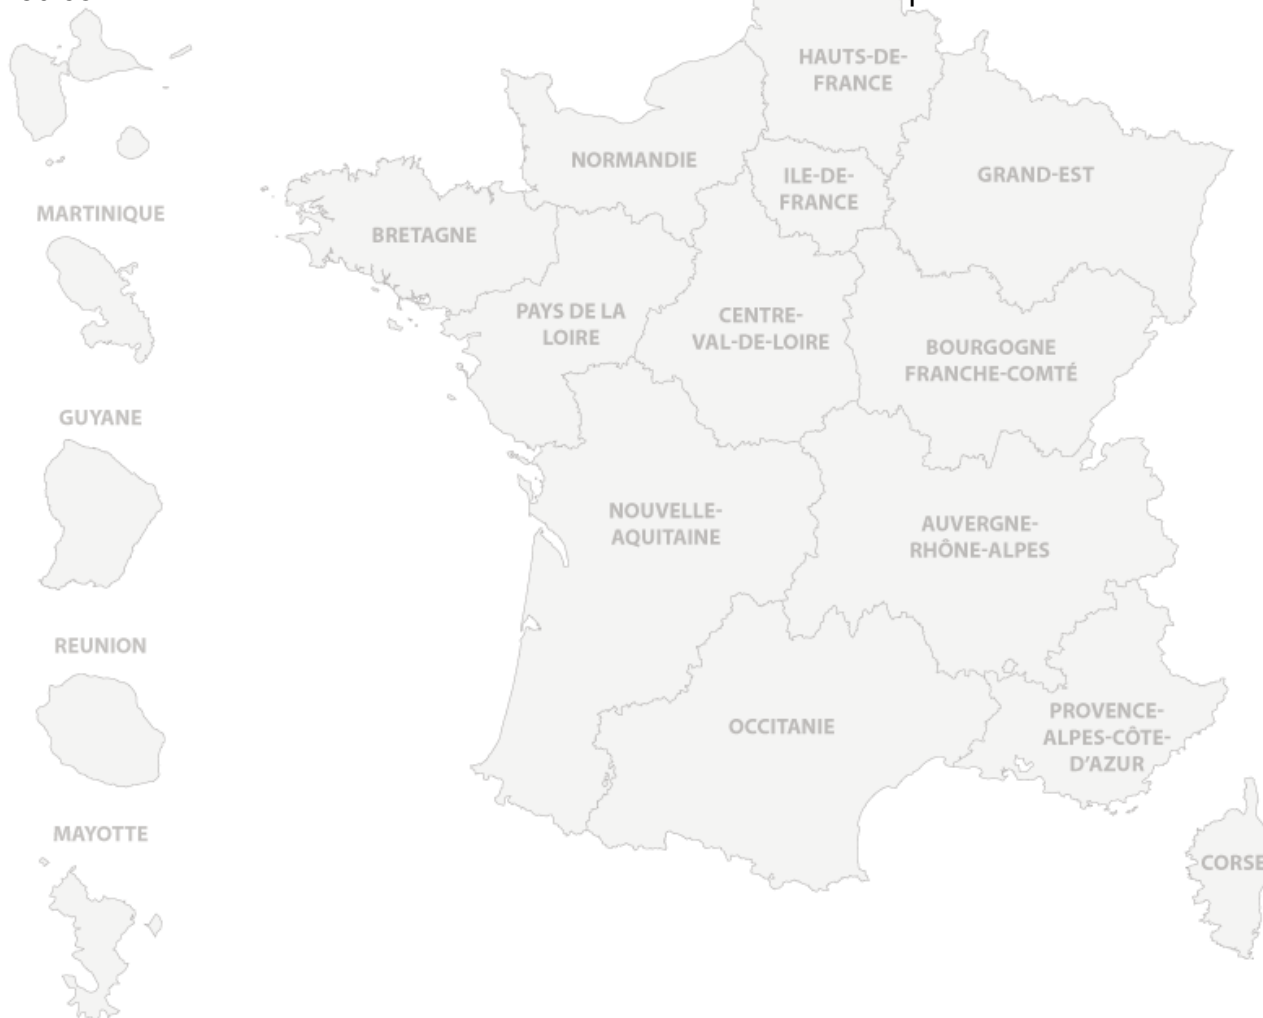 HAUTS-DE-
FRANCE
NORMANDIE
ILE-DE-
FRANCE
GRAND-EST
MARTINIQUE
BRETAGNE
PAYS DE LA
LOIRE
CENTRE-
VAL-DE-LOIRE
BOURGOGNE
FRANCHE-COMTÉ
GUYANE
NOUVELLE-
AQUITAINE
AUVERGNE-
RHÔNE-ALPES
REUNION
OCCITANIE
PROVENCE-
ALPES-CÔTE-
D'AZUR
MAYOTTE
CORSE